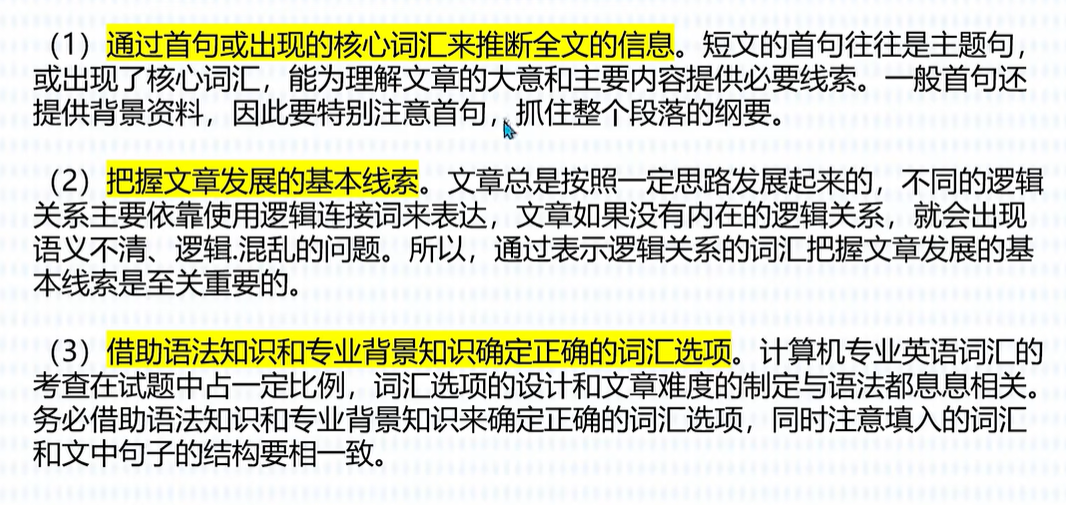 （1）通过首句或出现的核心词汇来推断全文的信息。短文的首句往往是主题句，
或出现了核心词汇，能为理解文章的大意和主要内容提供必要线索。一般首句还
提供背景资料，因此要特别注意首句，抓住整个段落的纲要。
（2）把握文章发展的基本线索。文章总是按照一定思路发展起来的，不同的逻辑
关系主要依靠使用逻辑连接词来表达，文章如果没有内在的逻辑关系，就会出现
语义不清、逻辑.混乱的问题。所以，通过表示逻辑关系的词汇把握文章发展的基
本线索是至关重要的。
（3）借助语法知识和专业背景知识确定正确的词汇选项。计算机专业英语词汇的
考查在试题中占一定比例，词汇选项的设计和文章难度的制定与语法都息息相关。
务必借助语法知识和专业背景知识来确定正确的词汇选项，同时注意填入的词汇
和文中句子的结构要相一致。